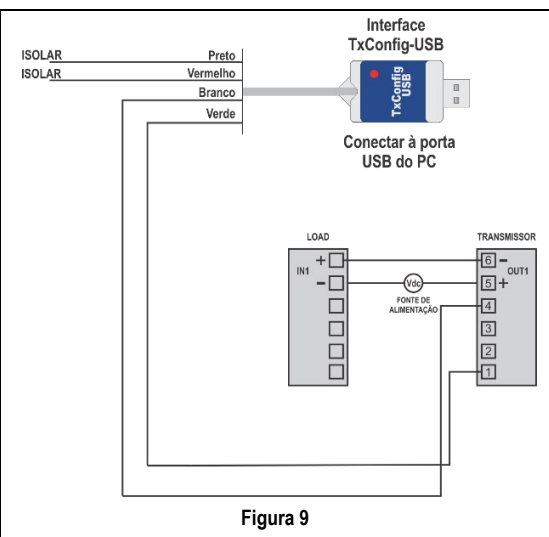 Interface
TxConfig-USB
ISOLAR
Preto
ISOLAR
Vermelho
Branco
Verde
TxConfig
USB
Conectar à porta
USB do PC
LOAD
TRANSMISSOR
IN1
+
-
Vdc
FONTE DE
ALIMENTAÇÃO
6
-
OUT1
5
+
4
3
2
1
Figura 9